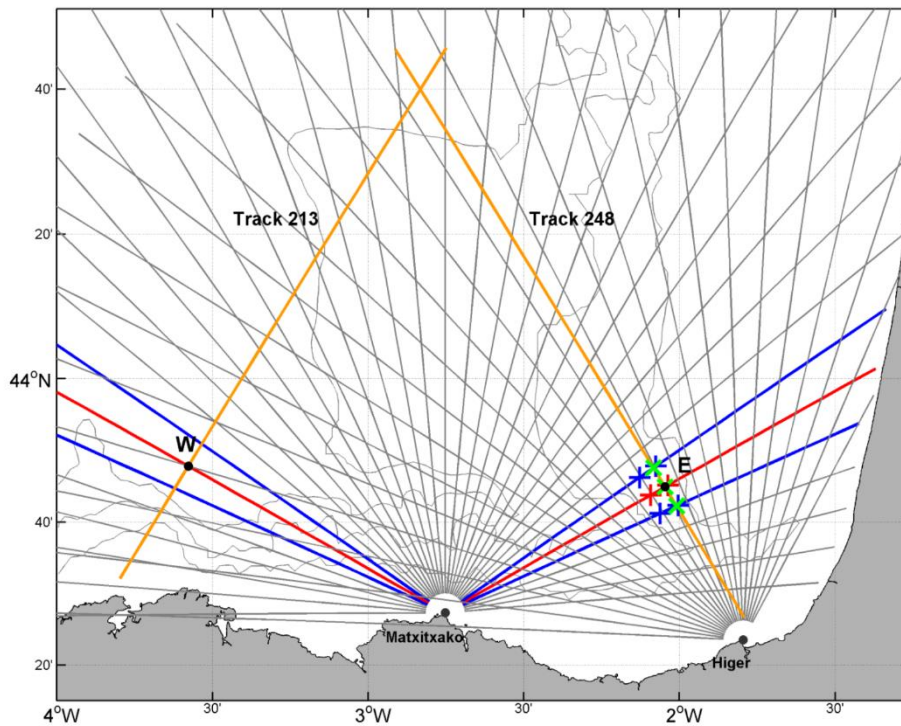 40'
20'
Track 213
Track 248
44°N
W
E
40'
Matxitxako
Higer
20'
4°W
30'
3°W
30'
2°W
30'